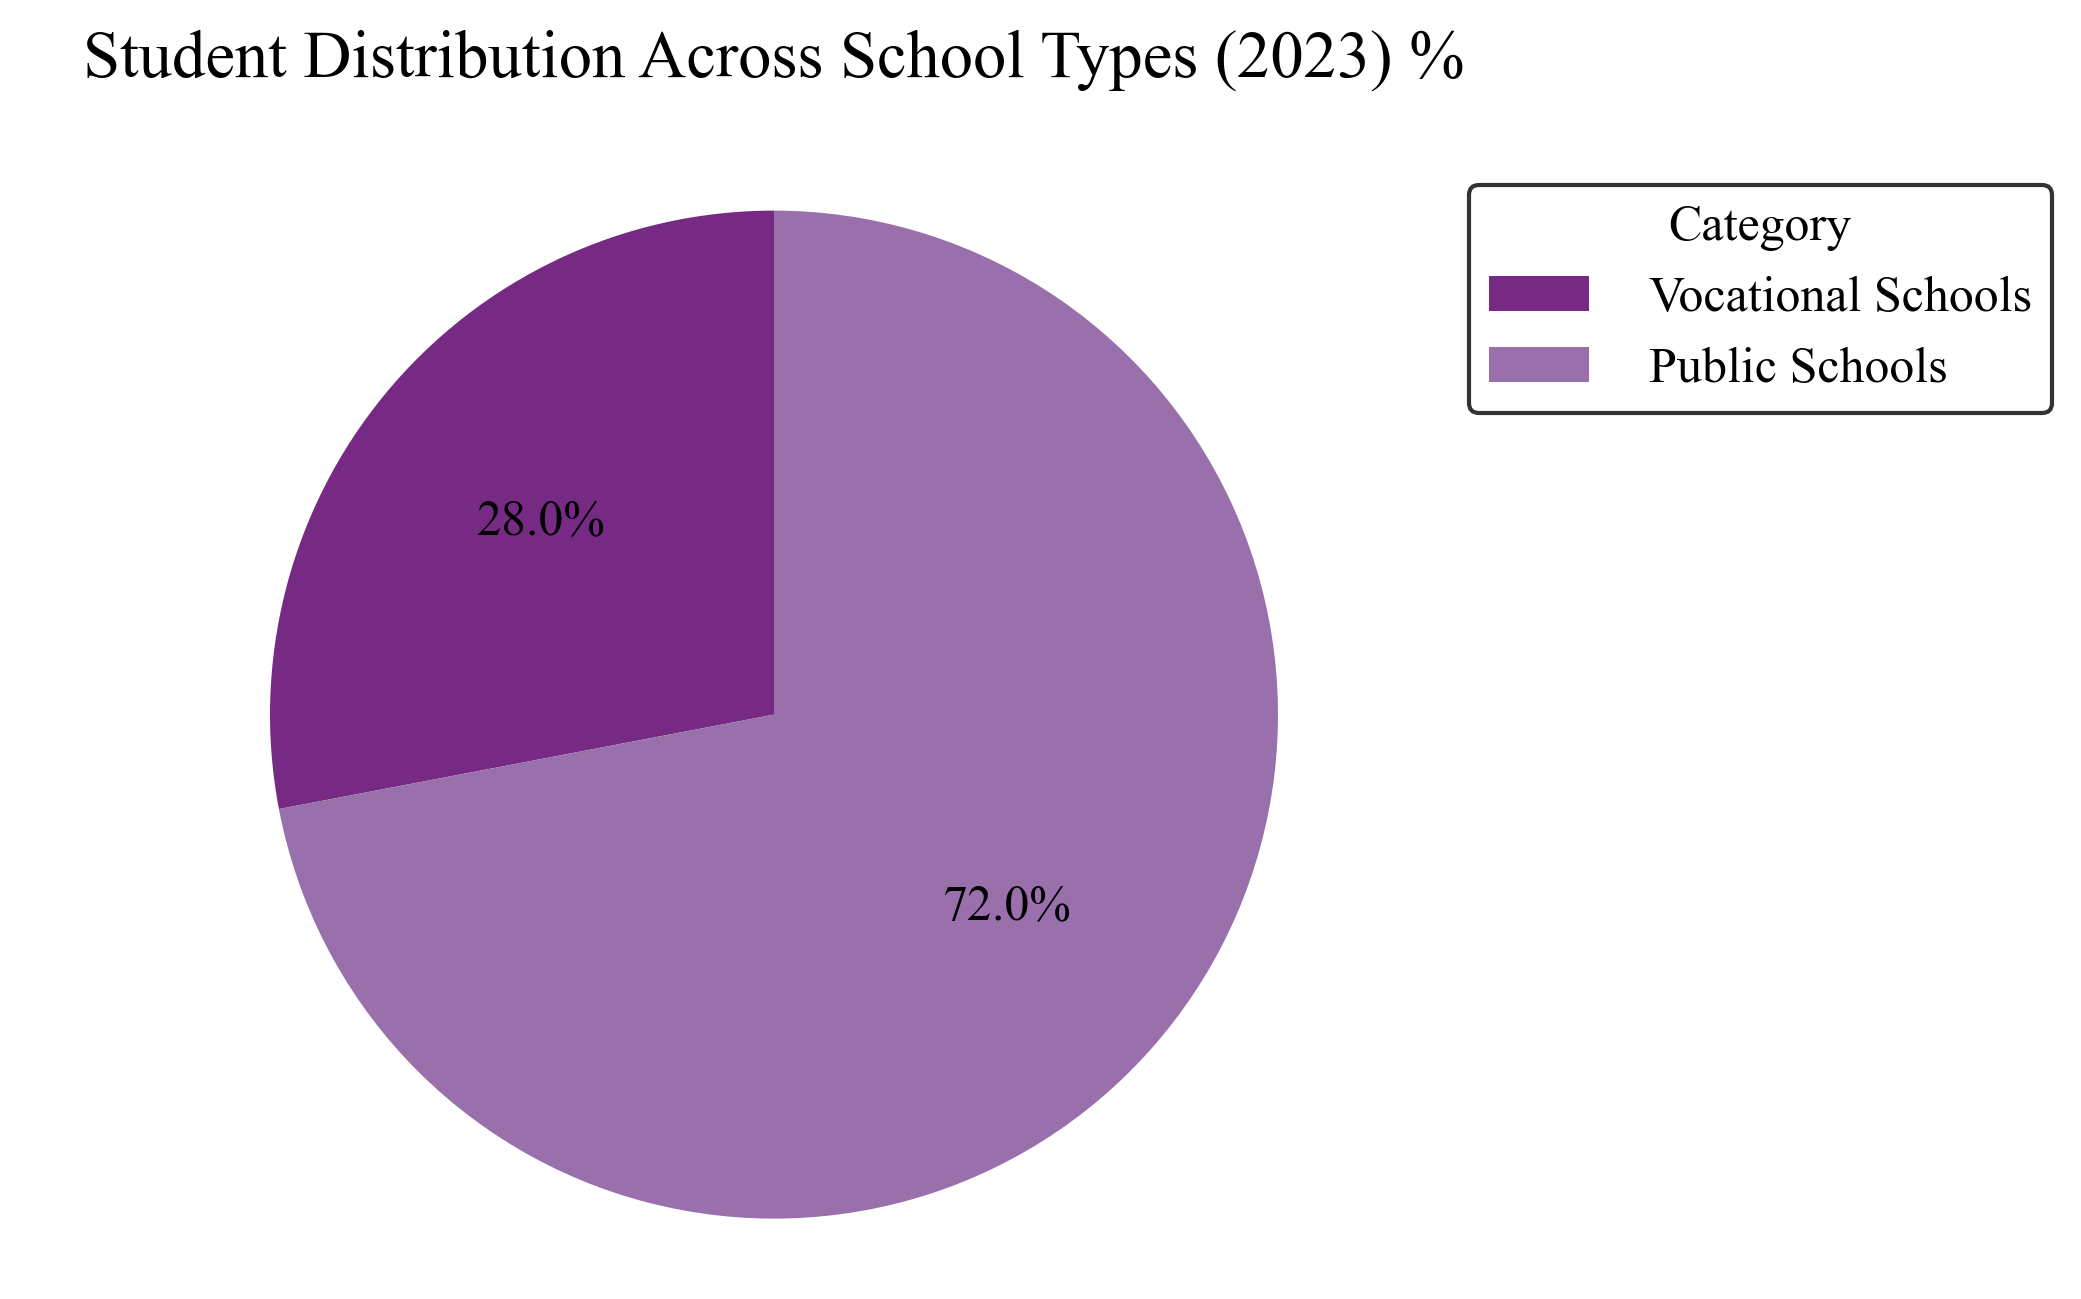 Student Distribution Across School Types (2023) %
Category
Vocational Schools
Public Schools
28.0%
72.0%